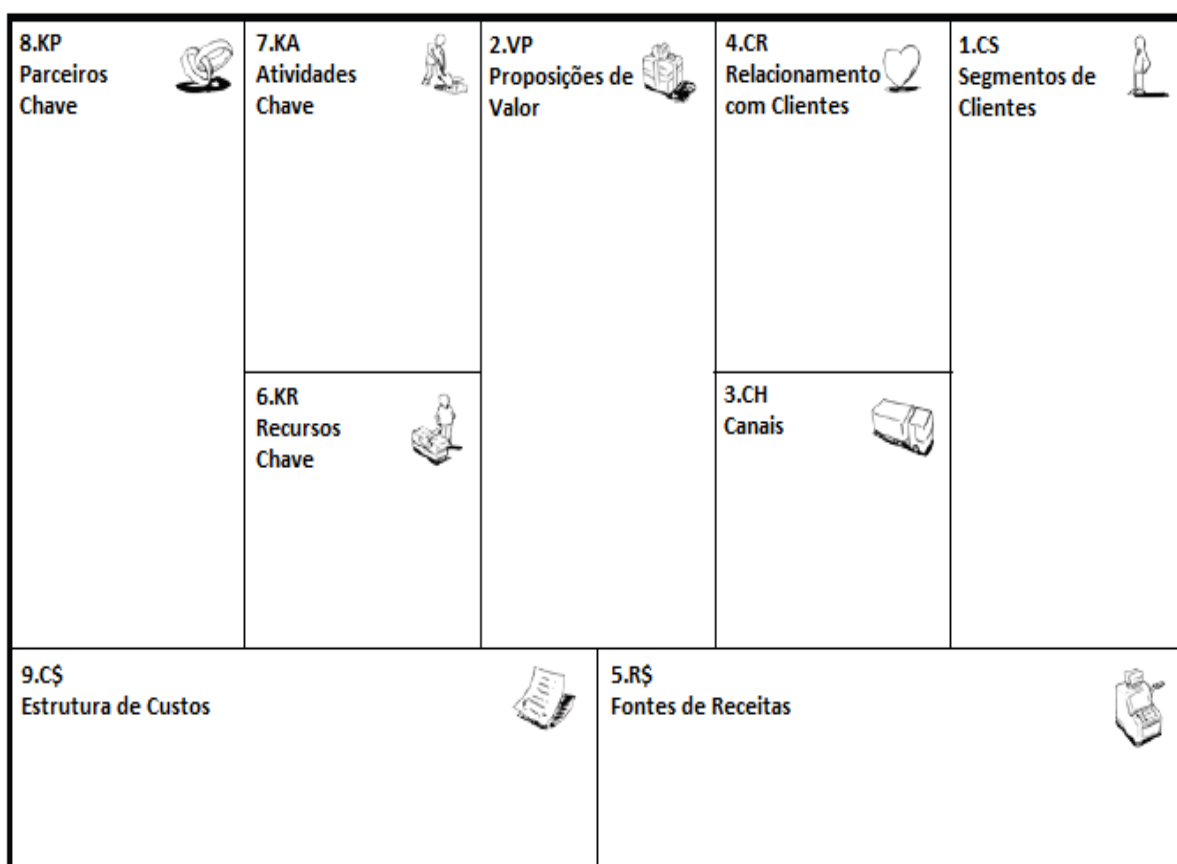 8.KP
Parceiros
Chave
7.KA
Atividades
Chave
6.KR
Recursos
Chave
2.VP
Proposições de
Valor
4.CR
Relacionamento
com Clientes
3.CH
Canais
1.CS
Segmentos de
Clientes
9.C$
Estrutura de Custos
5.R$
Fontes de Receitas